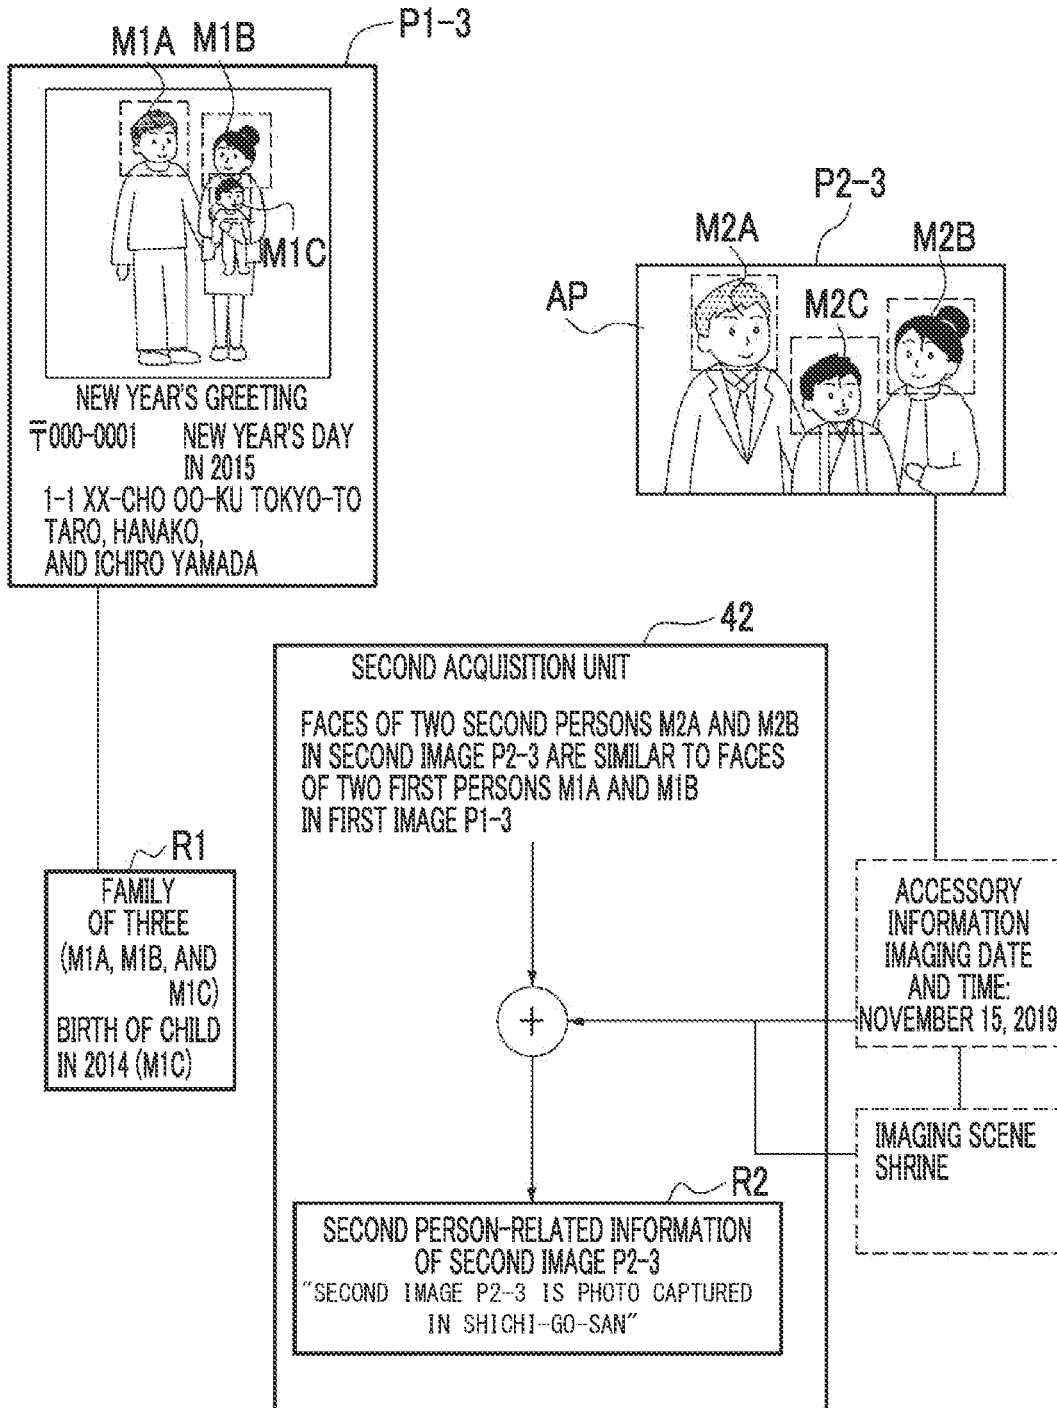 P1-3
M1A M1B
M1C
NEW YEAR'S GREETING
〒000-0001 NEW YEAR'S DAY
IN 2015
1-1 XX-CHO OO-KU TOKYO-TO
TARO, HANAKO,
AND ICHIRO YAMADA
P2-3
M2A
M2B
AP
M2C
42
SECOND ACQUISITION UNIT
FACES OF TWO SECOND PERSONS M2A AND M2B
IN SECOND IMAGE P2-3 ARE SIMILAR TO FACES
OF TWO FIRST PERSONS M1A AND M1B
IN FIRST IMAGE P1-3
R1
FAMILY
OF THREE
(M1A, M1B, AND
M1C)
BIRTH OF CHILD
IN 2014 (M1C)
ACCESSORY
INFORMATION
IMAGING DATE
AND TIME:
NOVEMBER 15, 2019
+
IMAGING SCENE
SHRINE
R2
SECOND PERSON-RELATED INFORMATION
OF SECOND IMAGE P2-3
"SECOND IMAGE P2-3 IS PHOTO CAPTURED
IN SHICHI-GO-SAN"